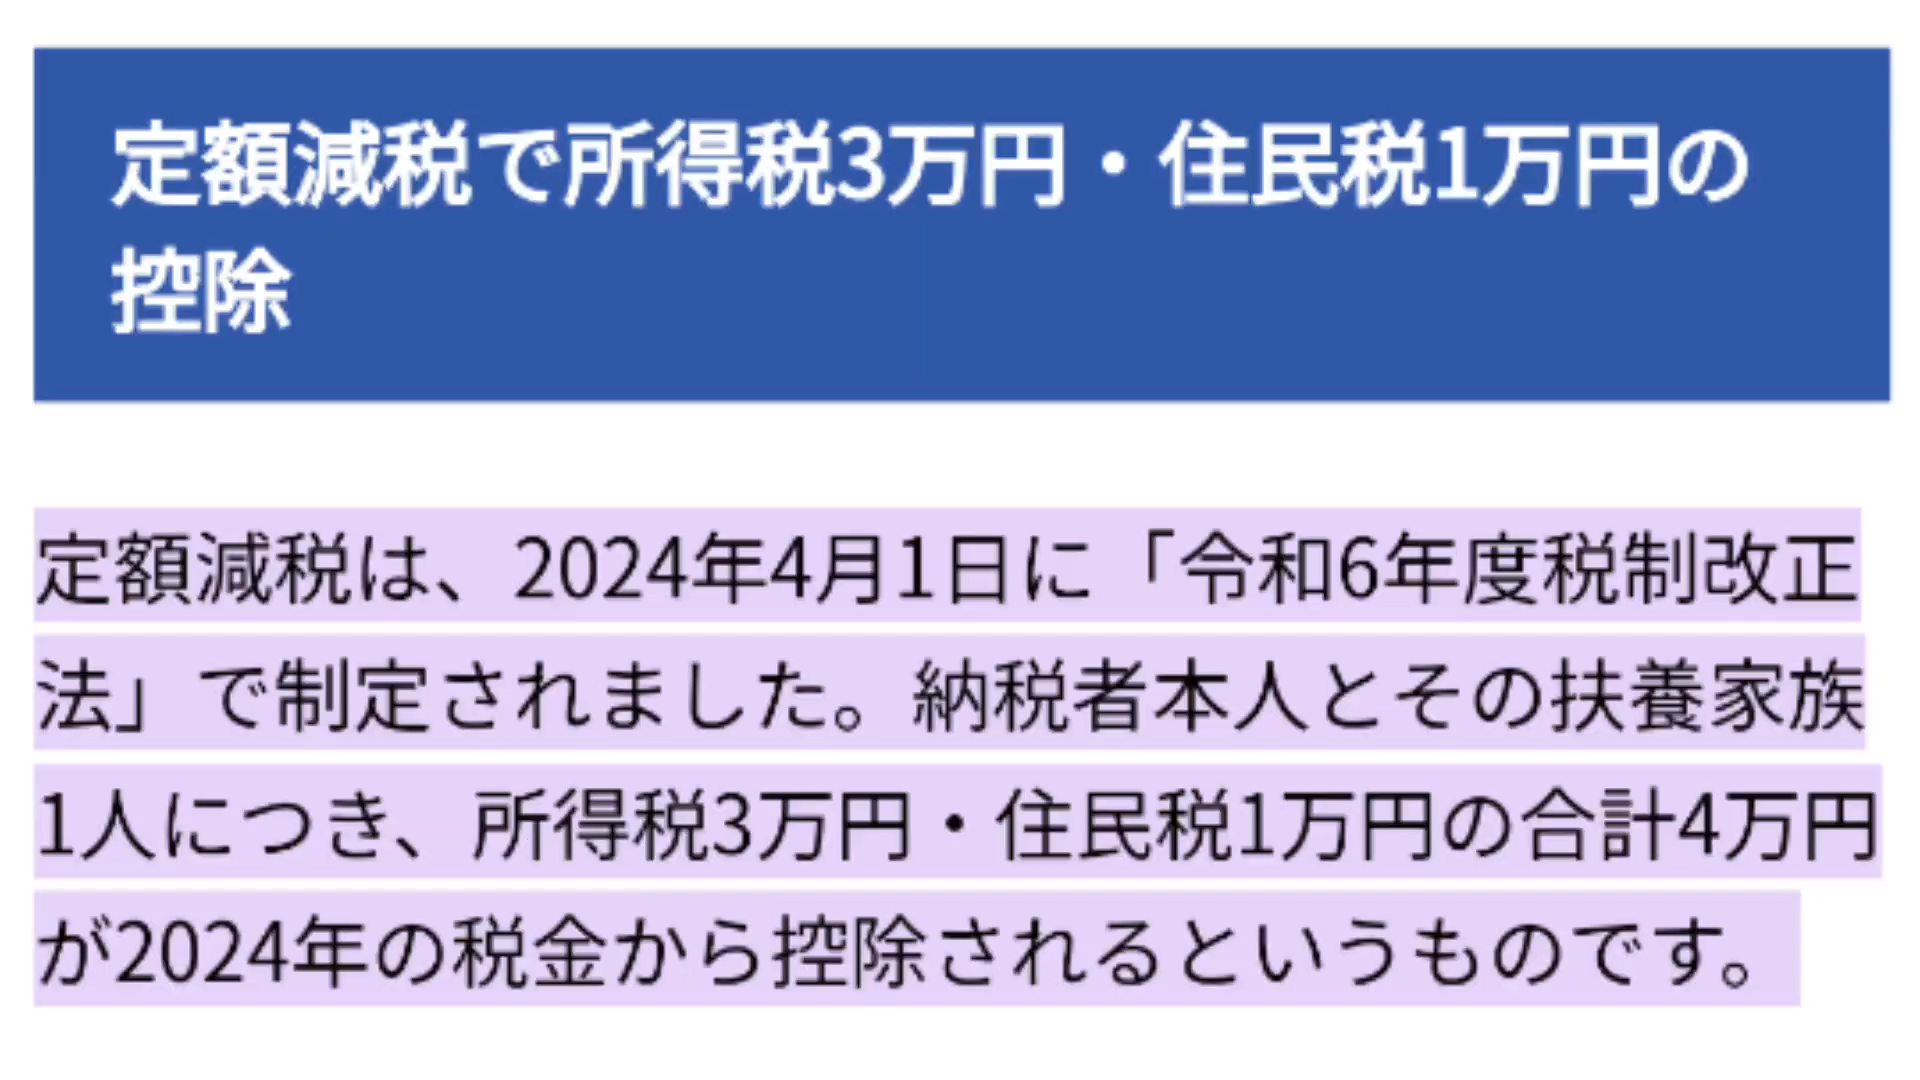 定額減税で所得税3万円・住民税1万円の
控除
定額減税は、2024年4月1日に「令和6年度税制改正
法」で制定されました。納税者本人とその扶養家族
1人につき、所得税3万円・住民税1万円の合計4万円
が2024年の税金から控除されるというものです。